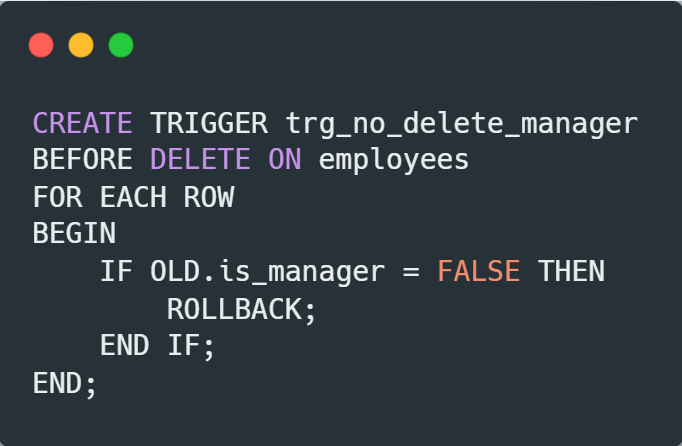 CREATE TRIGGER trg_no_delete_manager
BEFORE DELETE ON employees
FOR EACH ROW
BEGIN
    IF OLD.is_manager = FALSE THEN
        ROLLBACK;
    END IF;
END;